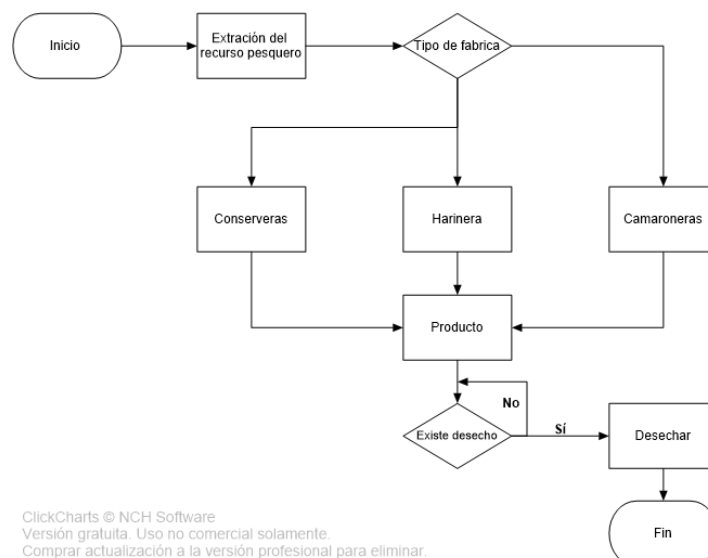 Inicio
Extración del
recurso pesquero
Tipo de fabrica
Conserveras
Harinera
Camaroneras
Producto
No
Existe desecho
Sí
Desechar
Fin
ClickCharts © NCH Software
Versión gratuita. Uso no comercial solamente.
Comprar actualización a la versión profesional para eliminar.